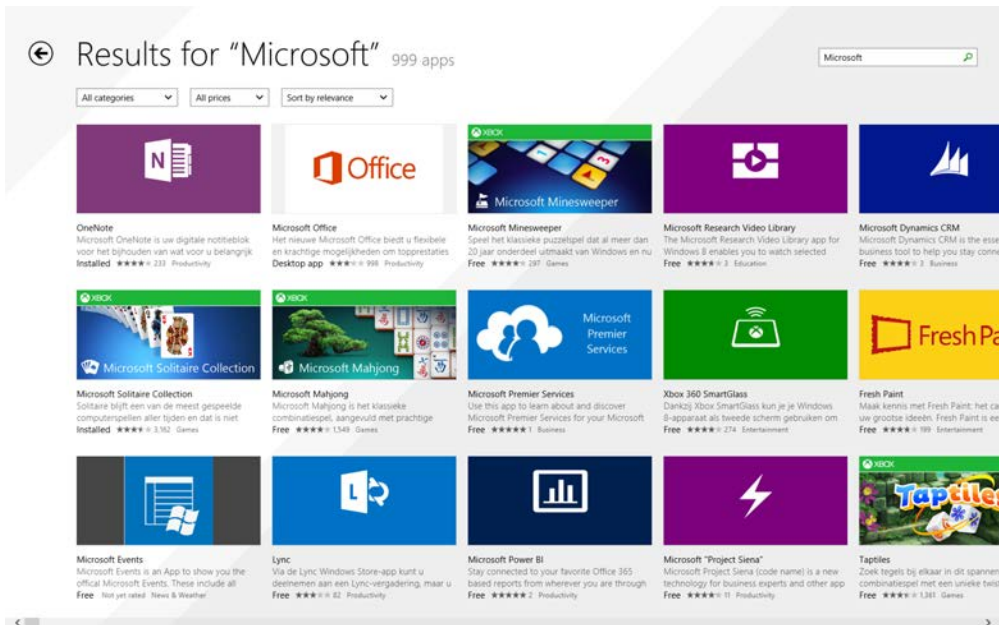 Results for “Microsoft” 999 apps
Microsoft
All categories
All prices
Sort by relevance
N
OneNote
Microsoft OneNote is uw digitale notitieblok
voor het bijhouden van wat voor u belangrijk
Installed 233 Productivity
Office
Microsoft Office
Het nieuwe Microsoft Office biedt u flexibele
en krachtige mogelijkheden om topprestaties
Desktop app 998 Productivity
XBOX
Microsoft Minesweeper
Microsoft Minesweeper
Speel het klassieke puzzelspel dat al meer dan
20 jaar onderdeel uitmaakt van Windows en nu
Free 297 Games
Microsoft Research Video Library
The Microsoft Research Video Library app for
Windows 8 enables you to watch selected
Free 3 Education
Microsoft Dynamics CRM
Microsoft Dynamics CRM is the esse
business tool to help you stay conne
Free 3 Business
XBOX
Microsoft Solitaire Collection
Microsoft Solitaire Collection
Solitaire blijft een van de meest gespeelde
computerspellen aller tijden en dat is niet
Installed 3,162 Games
XBOX
Microsoft Mahjong
Microsoft Mahjong
Microsoft Mahjong is het klassieke
combinatiespel, aangevuld met prachtige
Free 1,549 Games
Microsoft
Premier
Services
Microsoft Premier Services
Use this app to learn about and discover
Microsoft Premier Services for your Microsoft
Free 1 Business
Xbox 360 SmartGlass
Dankzij Xbox SmartGlass kun je je Windows
8-apparaat als tweede scherm gebruiken om
Free 274 Entertainment
Fresh Pa
Fresh Paint
Maak kennis met Fresh Paint: het ca
uw grootse ideeën. Fresh Paint is ee
Free 199 Entertainment
Microsoft Events
Microsoft Events is an App to show you the
offical Microsoft Events. These include all
Free Not yet rated News & Weather
L
Lync
Via de Lync Windows Store-app kunt u
deelnemen aan een Lync-vergadering, maar u
Free 82 Productivity
Microsoft Power BI
Stay connected to your favorite Office 365
based reports from wherever you are through
Free 2 Productivity
Microsoft "Project Siena"
Microsoft Project Siena (code name) is a new
technology for business experts and other app
Free 11 Productivity
XBOX
Taptiles
Taptiles
Zoek tegels bij elkaar in dit spannen
combinatiespel met een unieke twis
Free 1,361 Games